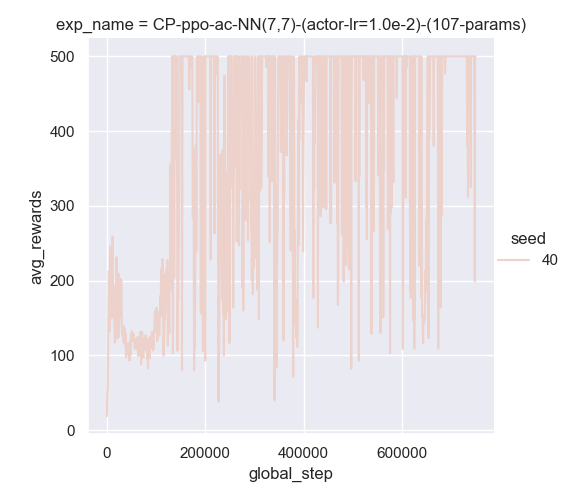 exp_name = CP-ppo-ac-NN(7,7)-(actor-lr=1.0e-2)-(107-params)
500
400
300
200
100
0
avg_rewards
0 200000 400000 600000
global_step
seed
40